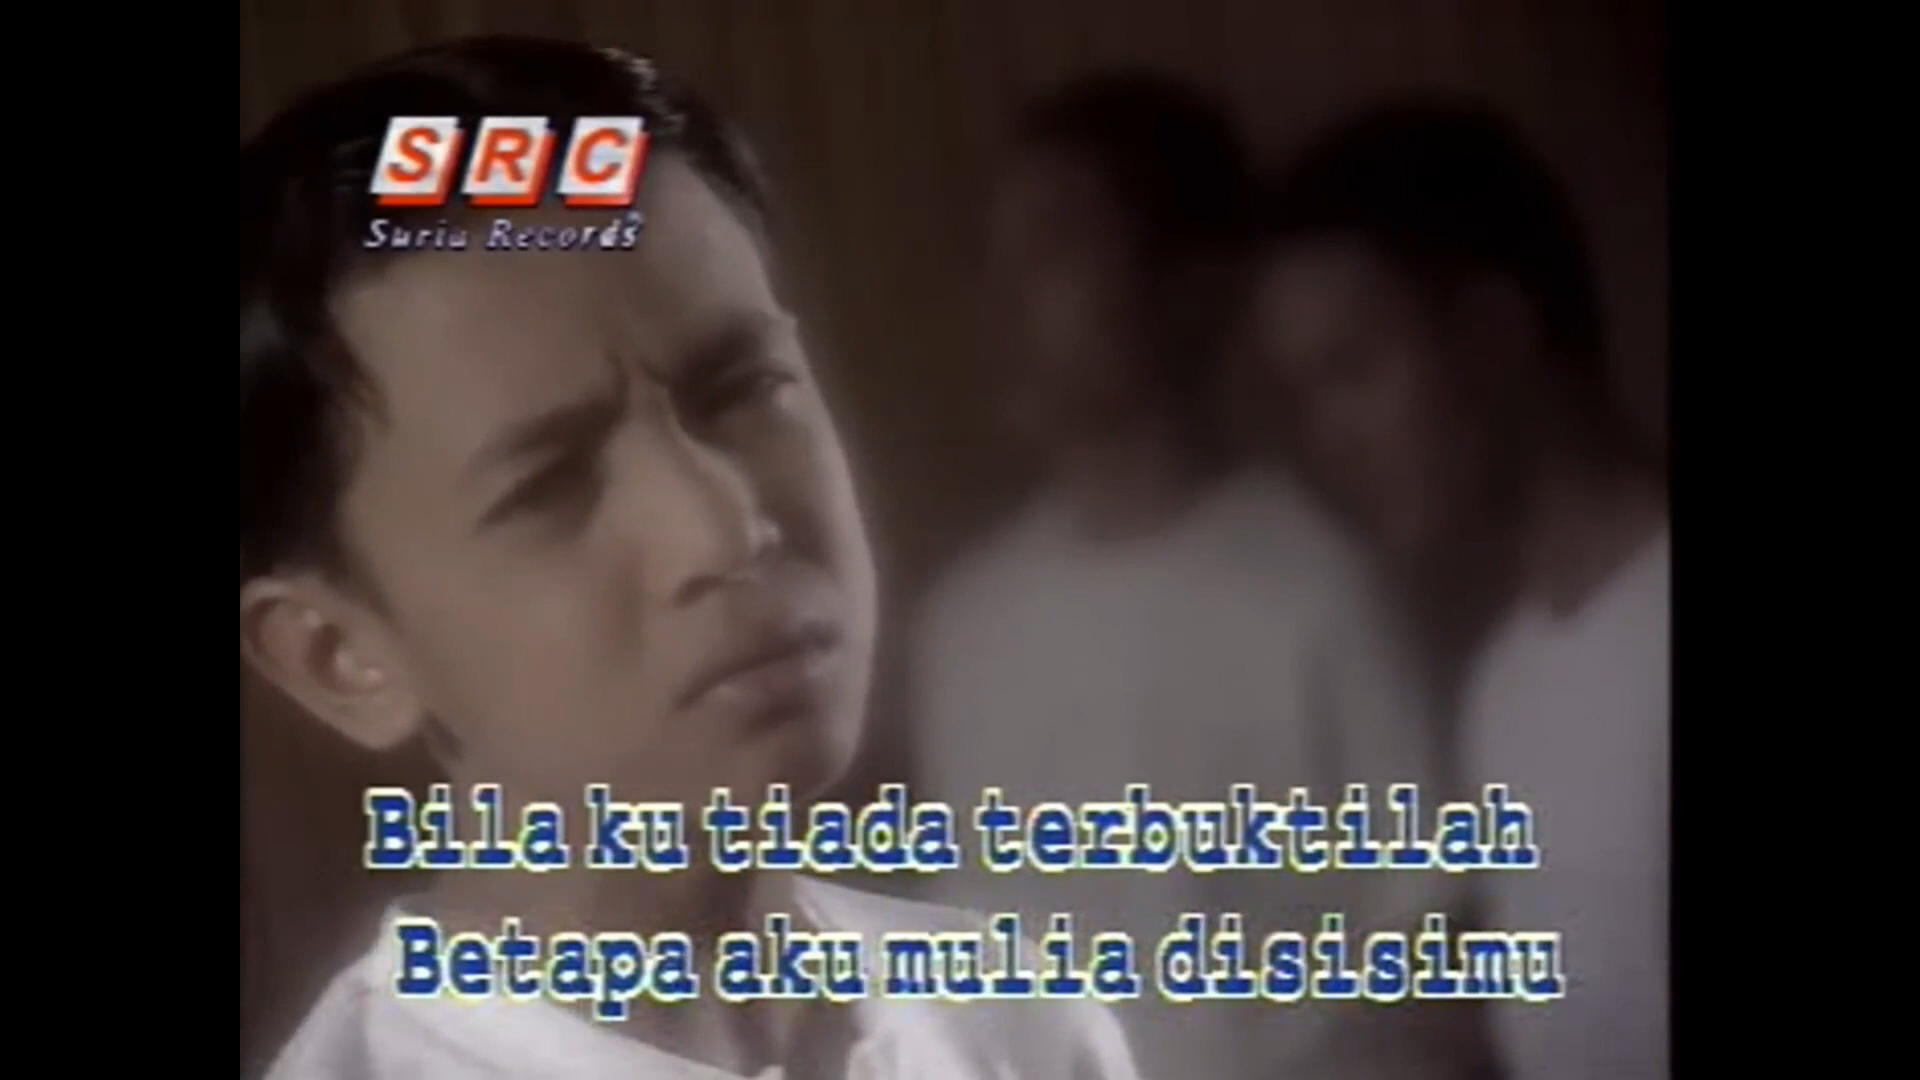 SRC
Suria Records
Bila ku tiada terbuktilah
Betapa aku mulia disisimu